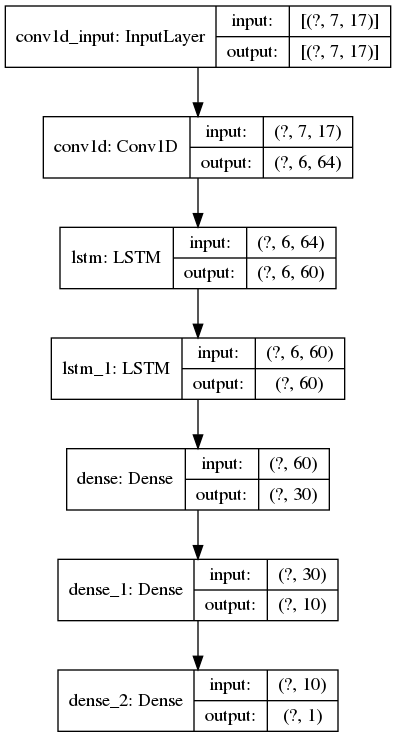 conv1d_input: InputLayer
input: [(?, 7, 17)]
output: [(?, 7, 17)]
conv1d: Conv1D
input: (?, 7, 17)
output: (?, 6, 64)
lstm: LSTM
input: (?, 6, 64)
output: (?, 6, 60)
lstm_1: LSTM
input: (?, 6, 60)
output: (?, 60)
dense: Dense
input: (?, 60)
output: (?, 30)
dense_1: Dense
input: (?, 30)
output: (?, 10)
dense_2: Dense
input: (?, 10)
output: (?, 1)